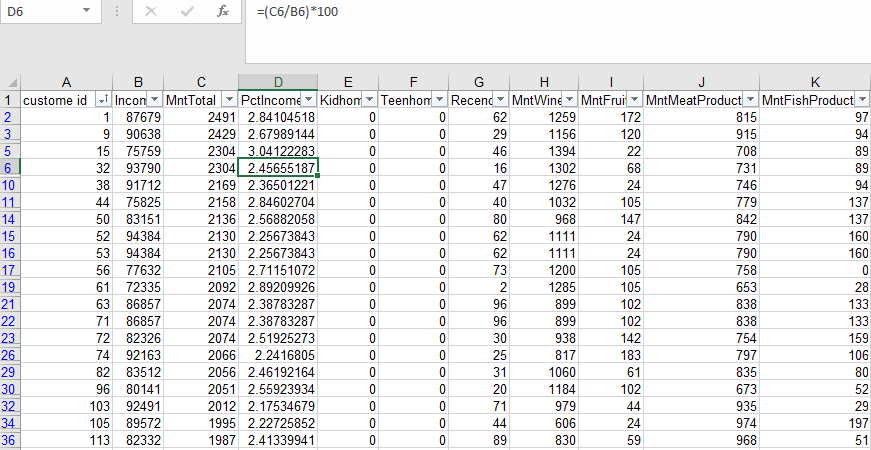 D6 fx =(C6/B6)*100
A B C D E F G H I J K
1 custome id Incom MntTotal PctIncome Kidhom Teenhom Recenc MntWine MntFrui MntMeatProduct MntFishProduct
2 1 87679 2491 2.84104518 0 0 62 1259 172 815 97
3 9 90638 2429 2.67989144 0 0 29 1156 120 915 94
5 15 75759 2304 3.04122283 0 0 46 1394 22 708 89
6 32 93790 2304 2.45655187 0 0 16 1302 68 731 89
10 38 91712 2169 2.36501221 0 0 47 1276 24 746 94
11 44 75825 2158 2.84602704 0 0 40 1032 105 779 137
14 50 83151 2136 2.56882058 0 0 80 968 147 842 137
15 52 94384 2130 2.25673843 0 0 62 1111 24 790 160
16 53 94384 2130 2.25673843 0 0 62 1111 24 790 160
17 56 77632 2105 2.71151072 0 0 73 1200 105 758 0
19 61 72335 2092 2.89209926 0 0 2 1285 105 653 28
21 63 86857 2074 2.38783287 0 0 96 899 102 838 133
22 71 86857 2074 2.38783287 0 0 96 899 102 838 133
23 72 82326 2074 2.51925273 0 0 30 938 142 754 159
26 74 92163 2066 2.2416805 0 0 25 817 183 797 106
29 82 83512 2056 2.46192164 0 0 31 1060 61 835 80
30 96 80141 2051 2.55923934 0 0 20 1184 102 673 52
32 103 92491 2012 2.17534679 0 0 71 979 44 935 29
34 105 89572 1995 2.22725852 0 0 44 606 24 974 197
36 113 82332 1987 2.41339941 0 0 89 830 59 968 51